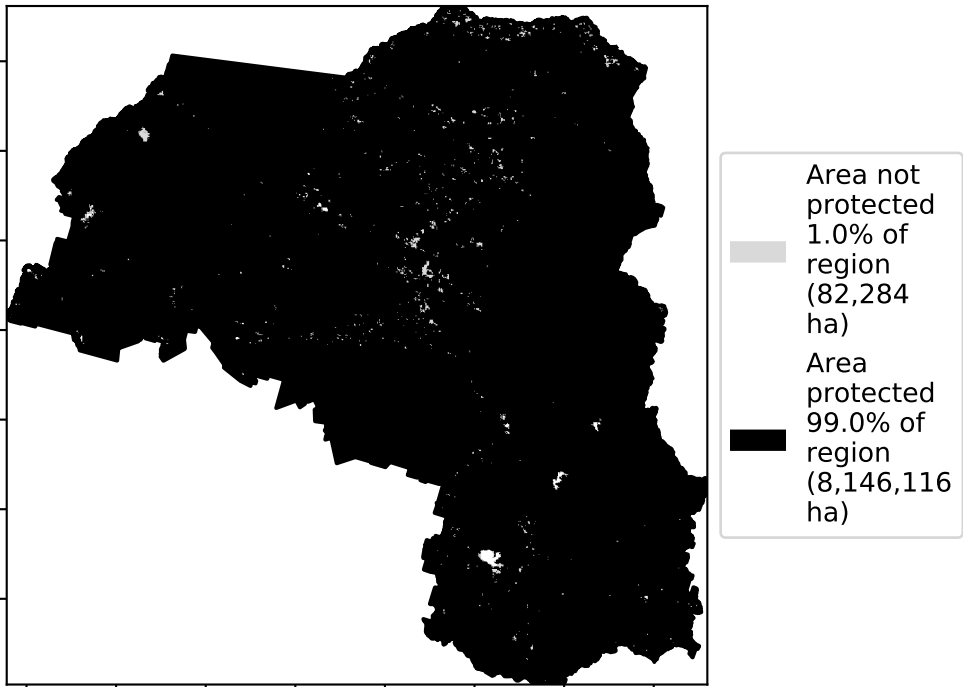 Area not
protected
1.0% of
region
(82,284
ha)
Area
protected
99.0% of
region
(8,146,116
ha)